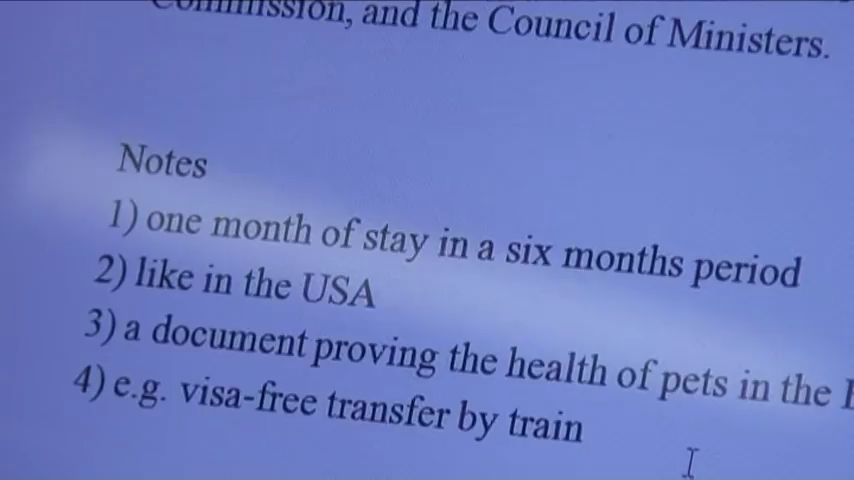 Commission, and the Council of Ministers.
Notes
1) one month of stay in a six months period
2) like in the USA
3) a document proving the health of pets in the
4) e.g. visa-free transfer by train